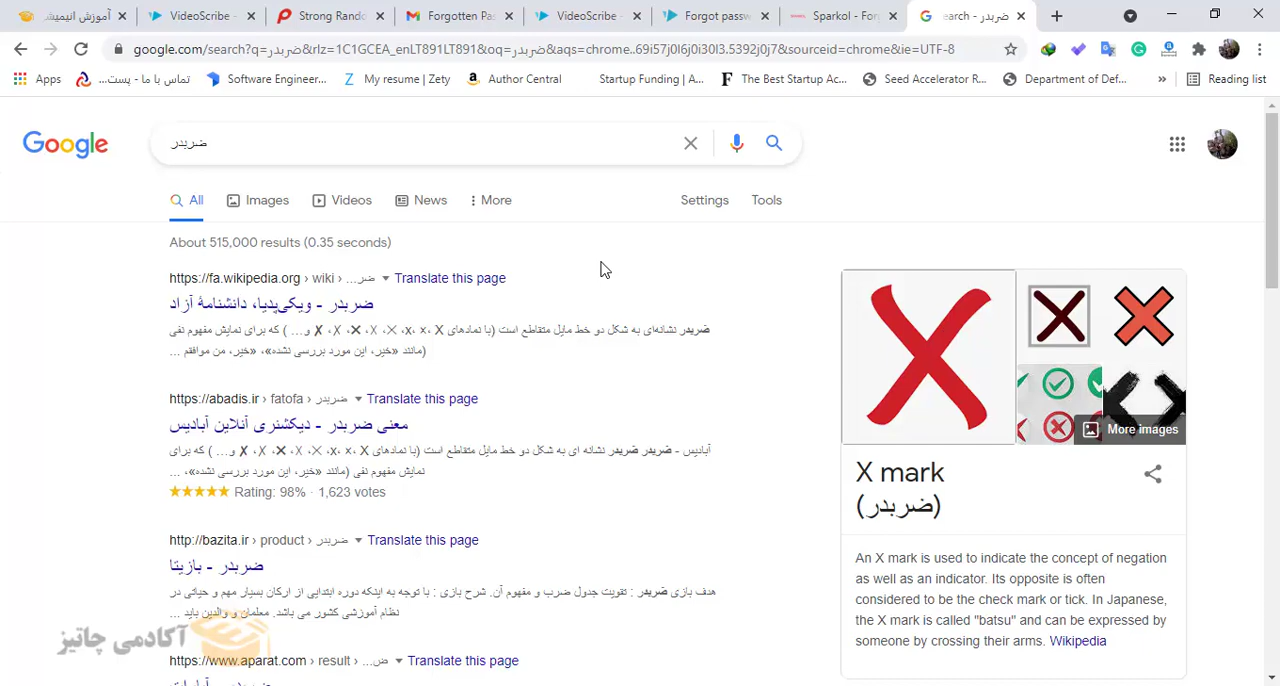 آموزش انیمیش
VideoScribe -
Strong Rando
Forgotten Pas
VideoScribe -
Forgot passw
Sparkol - For
ضربدر - earch
google.com/search?q=ضربدر&rlz=1C1GCEA_enLT891LT891&oq=ضربدر&aqs=chrome..69i57j0l6j0i30l3.5392j0j7&sourceid=chrome&ie=UTF-8
Apps
تماس با ما - پست...
Software Engineer...
My resume | Zety
Author Central
Startup Funding | A...
The Best Startup Ac...
Seed Accelerator R...
Department of Def...
»
Reading list
Google
ضربدر
All
Images
Videos
News
More
Settings
Tools
About 515,000 results (0.35 seconds)
https://fa.wikipedia.org › wiki › ...ضر Translate this page
ضربدر - ویکی‌پدیا، دانشنامهٔ آزاد
ضربدر نشانه‌ای به شکل دو خط مایل متقاطع است (با نمادهای ☓، x، ×، ✕، ☓، ✖، X، ✗ و... ) که برای نمایش مفهوم نفی
(مانند «خیر، این مورد بررسی نشده»، «خیر، من موافقم ...
https://abadis.ir › fatofa › ضربدر Translate this page
معنی ضربدر - دیکشنری آنلاین آبادیس
آبادیس - ضربدر ضربدر نشانه ای به شکل دو خط مایل متقاطع است (با نمادهای ☓، x، ×، ✕، ☓، ✖، X، ✗ و... ) که برای
نمایش مفهوم نفی (مانند «خیر، این مورد بررسی نشده»، ...
★★★★★ Rating: 98% · 1,623 votes
http://bazita.ir › product › ضربدر Translate this page
ضربدر - بازیتا
هدف بازی ضربدر : تقویت جدول ضرب و مفهوم آن. شرح بازی : با توجه به اینکه دوره ابتدایی از ارکان بسیار مهم و حیاتی در
نظام آموزشی کشور می باشد. معلمان و والدین باید ...
https://www.aparat.com › result › ...ض Translate this page
More images
X mark
(ضربدر)
An X mark is used to indicate the concept of negation
as well as an indicator. Its opposite is often
considered to be the check mark or tick. In Japanese,
the X mark is called "batsu" and can be expressed by
someone by crossing their arms. Wikipedia
آکادمی چاتیز